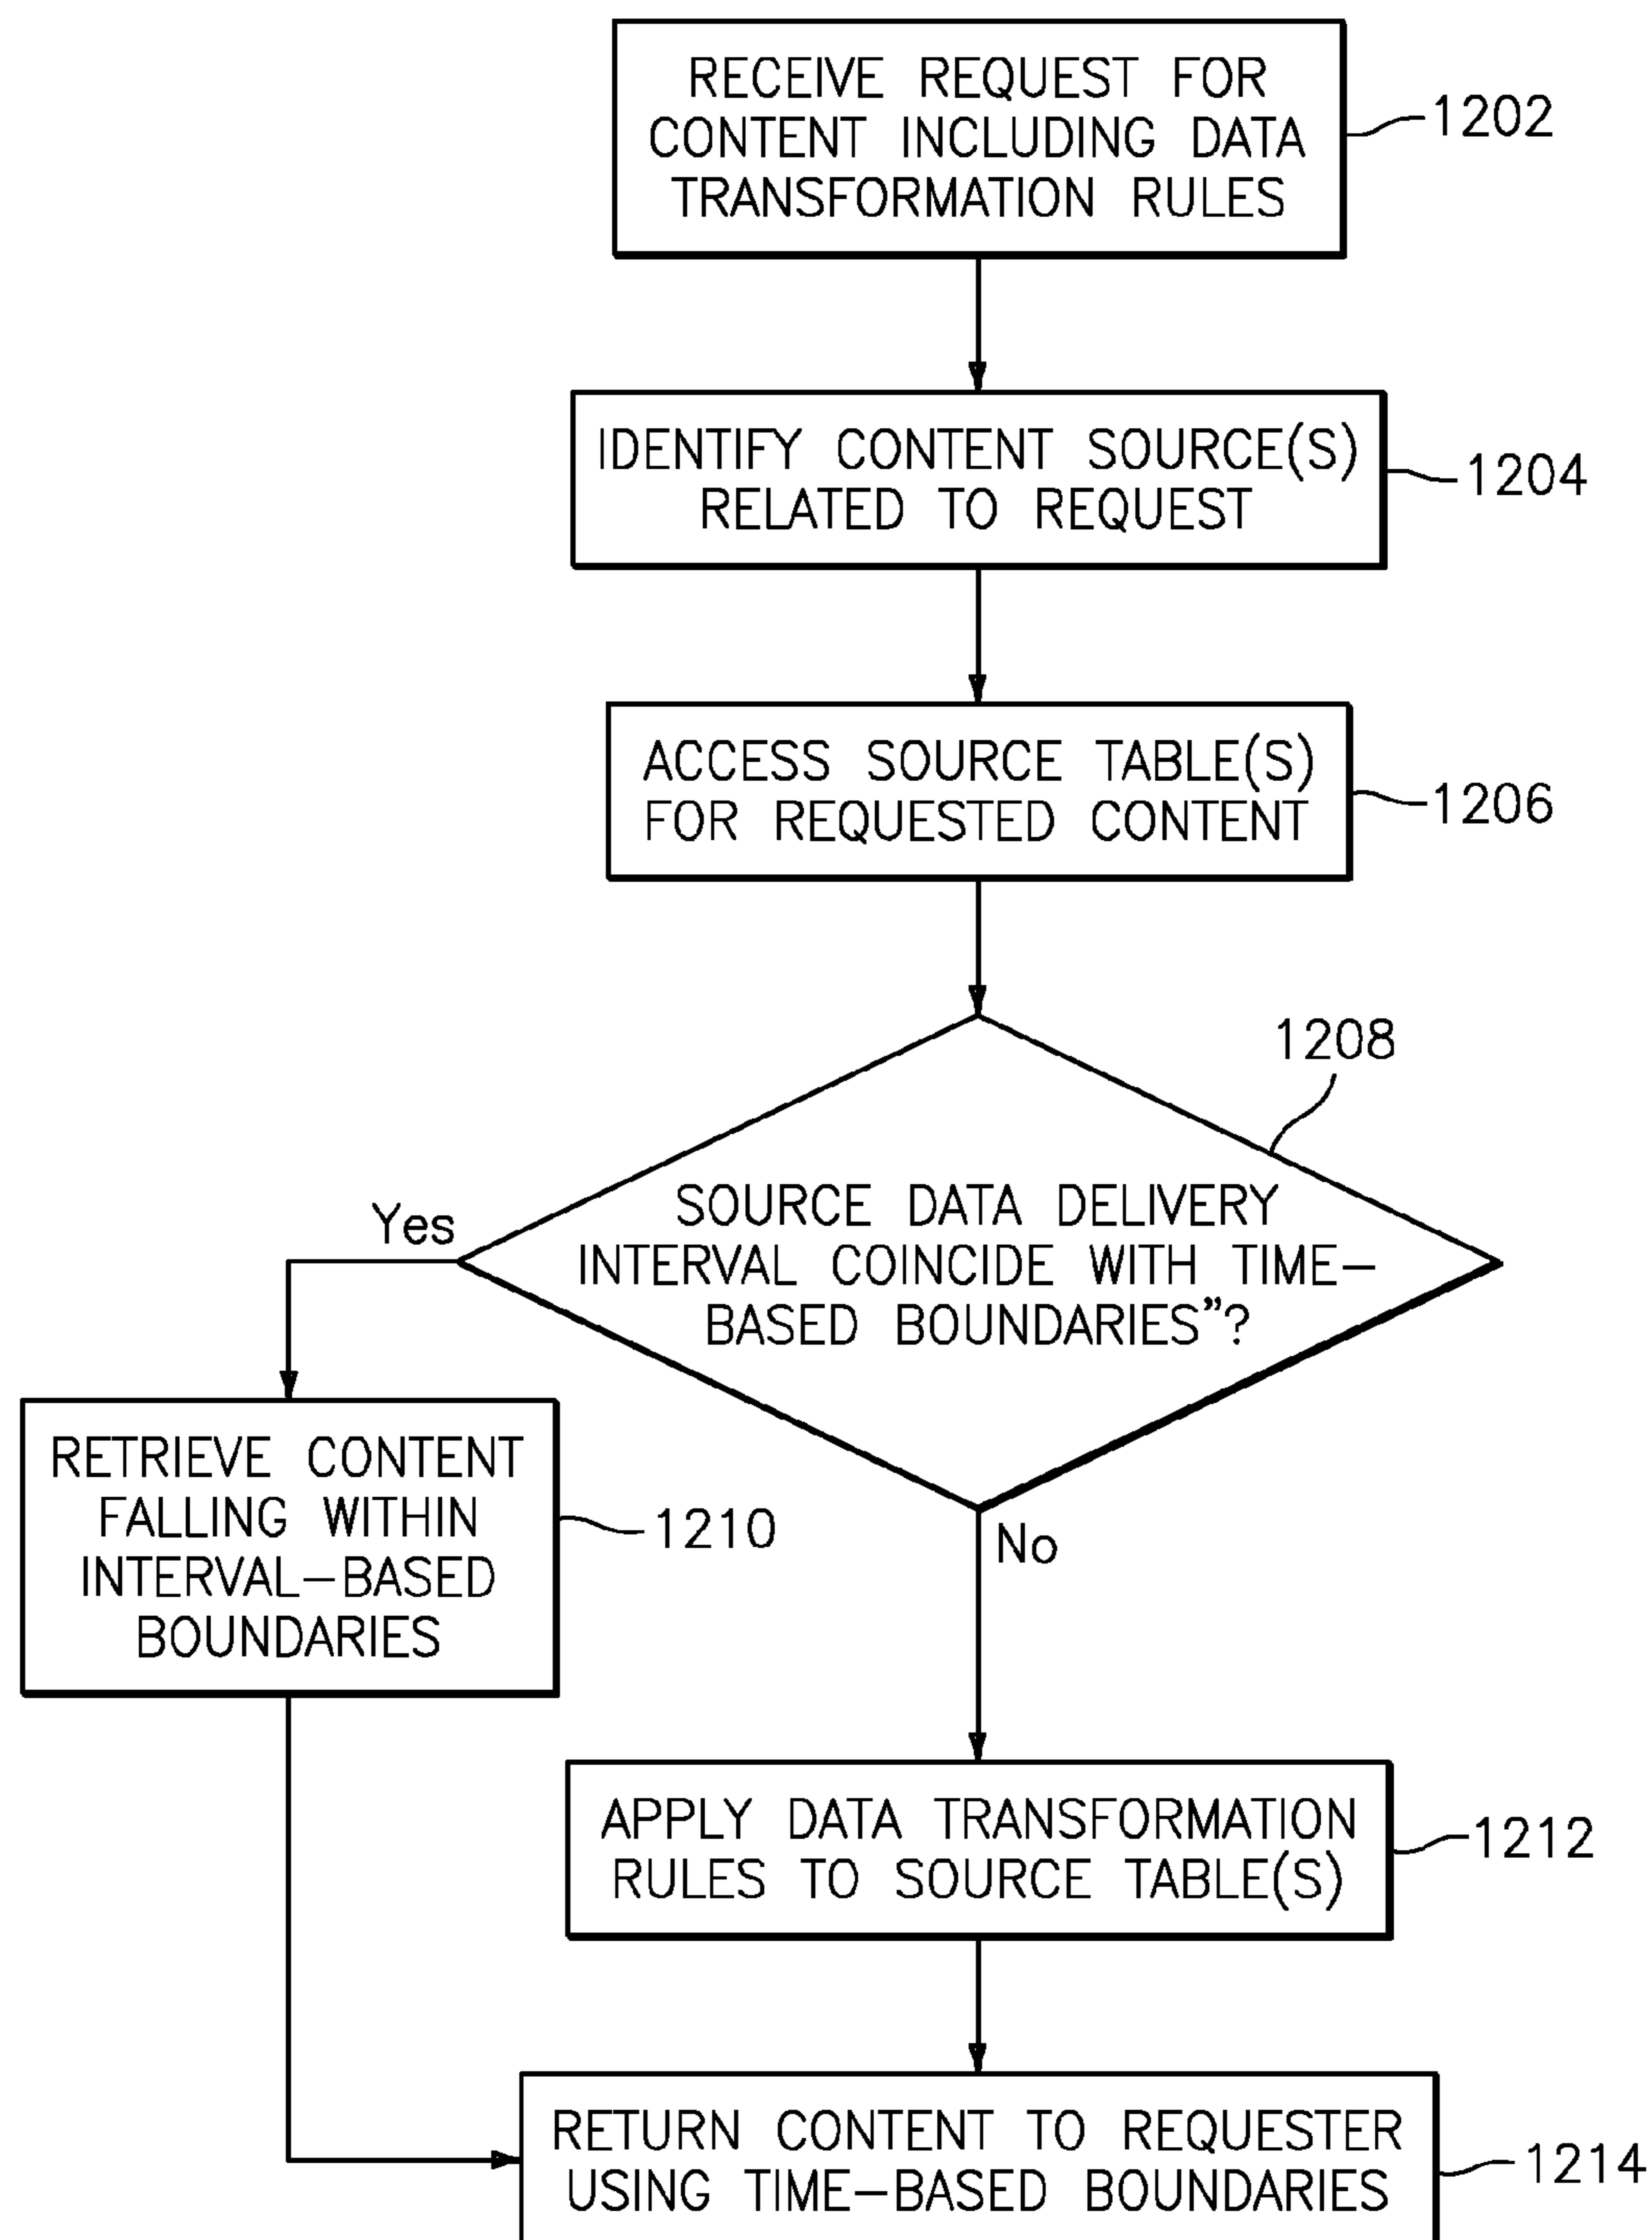 RECEIVE REQUEST FOR
CONTENT INCLUDING DATA
TRANSFORMATION RULES
1202
IDENTIFY CONTENT SOURCE(S)
RELATED TO REQUEST
1204
ACCESS SOURCE TABLE(S)
FOR REQUESTED CONTENT
1206
1208
SOURCE DATA DELIVERY
INTERVAL COINCIDE WITH TIME-
BASED BOUNDARIES”?
Yes
No
RETRIEVE CONTENT
FALLING WITHIN
INTERVAL-BASED
BOUNDARIES
1210
APPLY DATA TRANSFORMATION
RULES TO SOURCE TABLE(S)
1212
RETURN CONTENT TO REQUESTER
USING TIME-BASED BOUNDARIES
1214